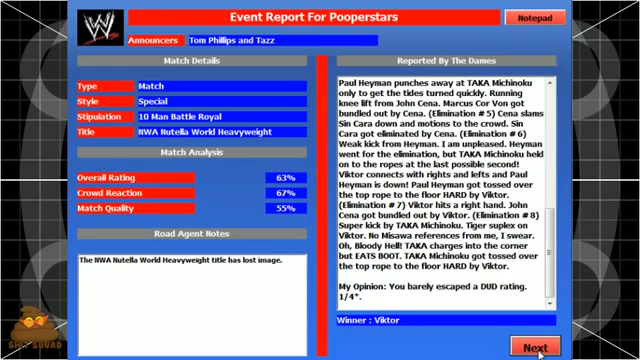 Event Report For Pooperstars
Notepad
Announcers
Tom Phillips and Tazz
Match Details
Type
Match
Style
Special
Stipulation
10 Man Battle Royal
Title
NWA Nutella World Heavyweight
Match Analysis
Overall Rating
63%
Crowd Reaction
67%
Match Quality
55%
Road Agent Notes
The NWA Nutella World Heavyweight title has lost image.
Reported By The Dames
Paul Heyman punches away at TAKA Michinoku
only to get the tides turned quickly. Running
knee lift from John Cena. Marcus Cor Von got
bundled out by Cena. (Elimination # 5) Cena slams
Sin Cara down and motions to the crowd. Sin
Cara got eliminated by Cena. (Elimination # 6)
Weak kick from Heyman. I am unpleased. Heyman
went for the elimination, but TAKA Michinoku held
on to the ropes at the last possible second! Viktor
connects with rights and lefts and Paul
Heyman is down! Paul Heyman got tossed over
the top rope to the floor HARD by Viktor.
(Elimination # 7) Viktor hits a right hand. John
Cena got bundled out by Viktor. (Elimination # 8)
Super kick by TAKA Michinoku. Tiger suplex on
Viktor. No Misawa references from me, I swear.
Oh, Bloody Hell! TAKA charges into the corner
but EATS BOOT. TAKA Michinoku got tossed over
the top rope to the floor HARD by Viktor.
My Opinion: You barely escaped a DUD rating.
1/4*.
Winner : Viktor
Next
SHIT SQUAD